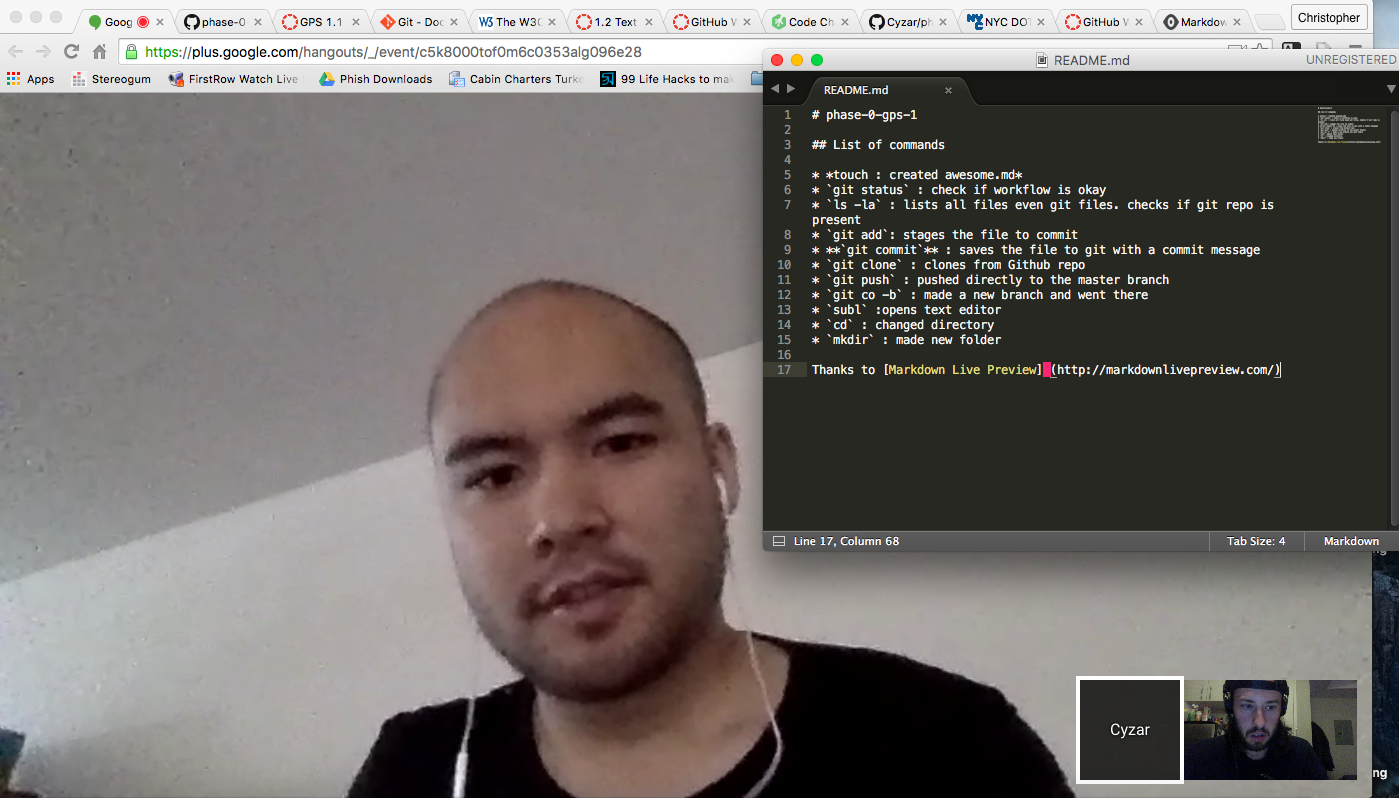 Goog
phase-0
GPS 1.1
Git - Doc
W3 The W3C
1.2 Text
GitHub W
Code Ch
Cyzar/ph
NYC DOT
GitHub W
Markdow
Christopher
https://plus.google.com/hangouts/_/event/c5k8000tof0m6c0353alg096e28
Apps
Stereogum
FirstRow Watch Live
Phish Downloads
Cabin Charters Turke
99 Life Hacks to mak
README.md
UNREGISTERED
README.md
1 # phase-0-gps-1
2
3 ## List of commands
4
5 * *touch : created awesome.md*
6 * `git status` : check if workflow is okay
7 * `ls -la` : lists all files even git files. checks if git repo is
present
8 * `git add`: stages the file to commit
9 * **`git commit`** : saves the file to git with a commit message
10 * `git clone` : clones from Github repo
11 * `git push` : pushed directly to the master branch
12 * `git co -b` : made a new branch and went there
13 * `subl` :opens text editor
14 * `cd` : changed directory
15 * `mkdir` : made new folder
16
17 Thanks to [Markdown Live Preview] (http://markdownlivepreview.com/)
Line 17, Column 68
Tab Size: 4
Markdown
Cyzar
ng